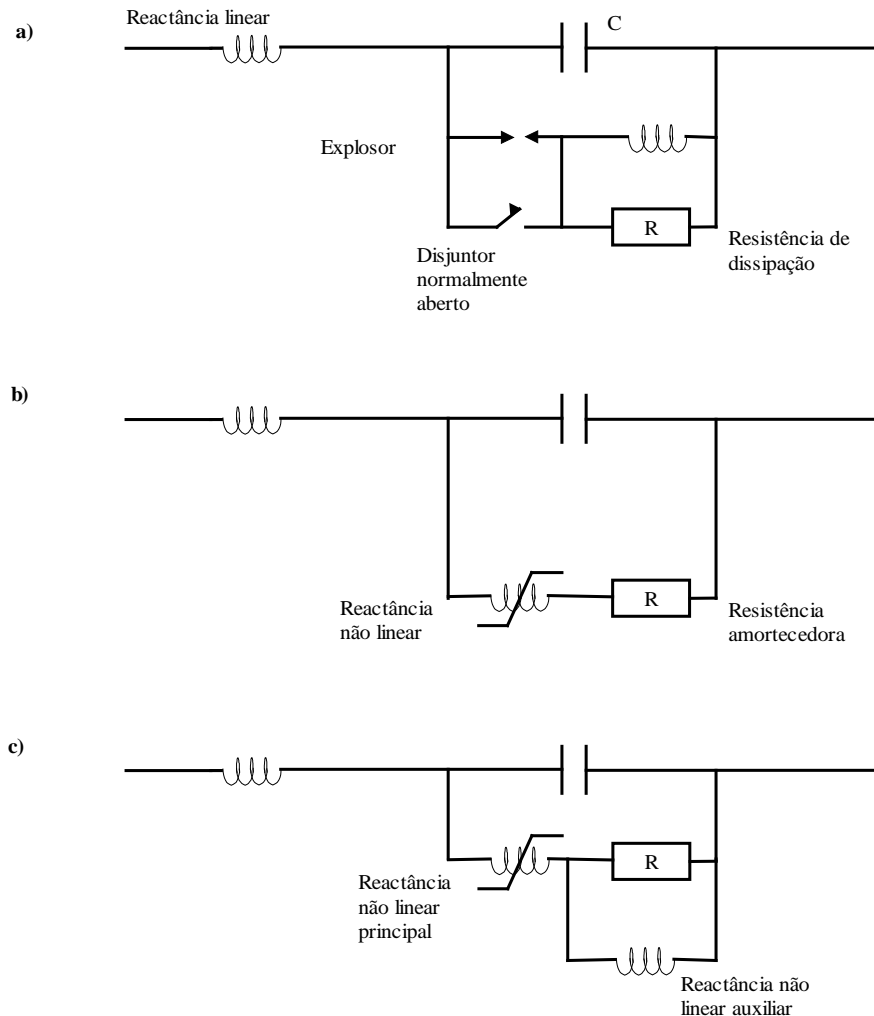 Reactância linear
a)
C
Explosor
R
Resistência de
dissipação
Disjuntor
normalmente
aberto
b)
R
Reactância
não linear
Resistência
amortecedora
c)
R
Reactância
não linear
principal
Reactância não
linear auxiliar